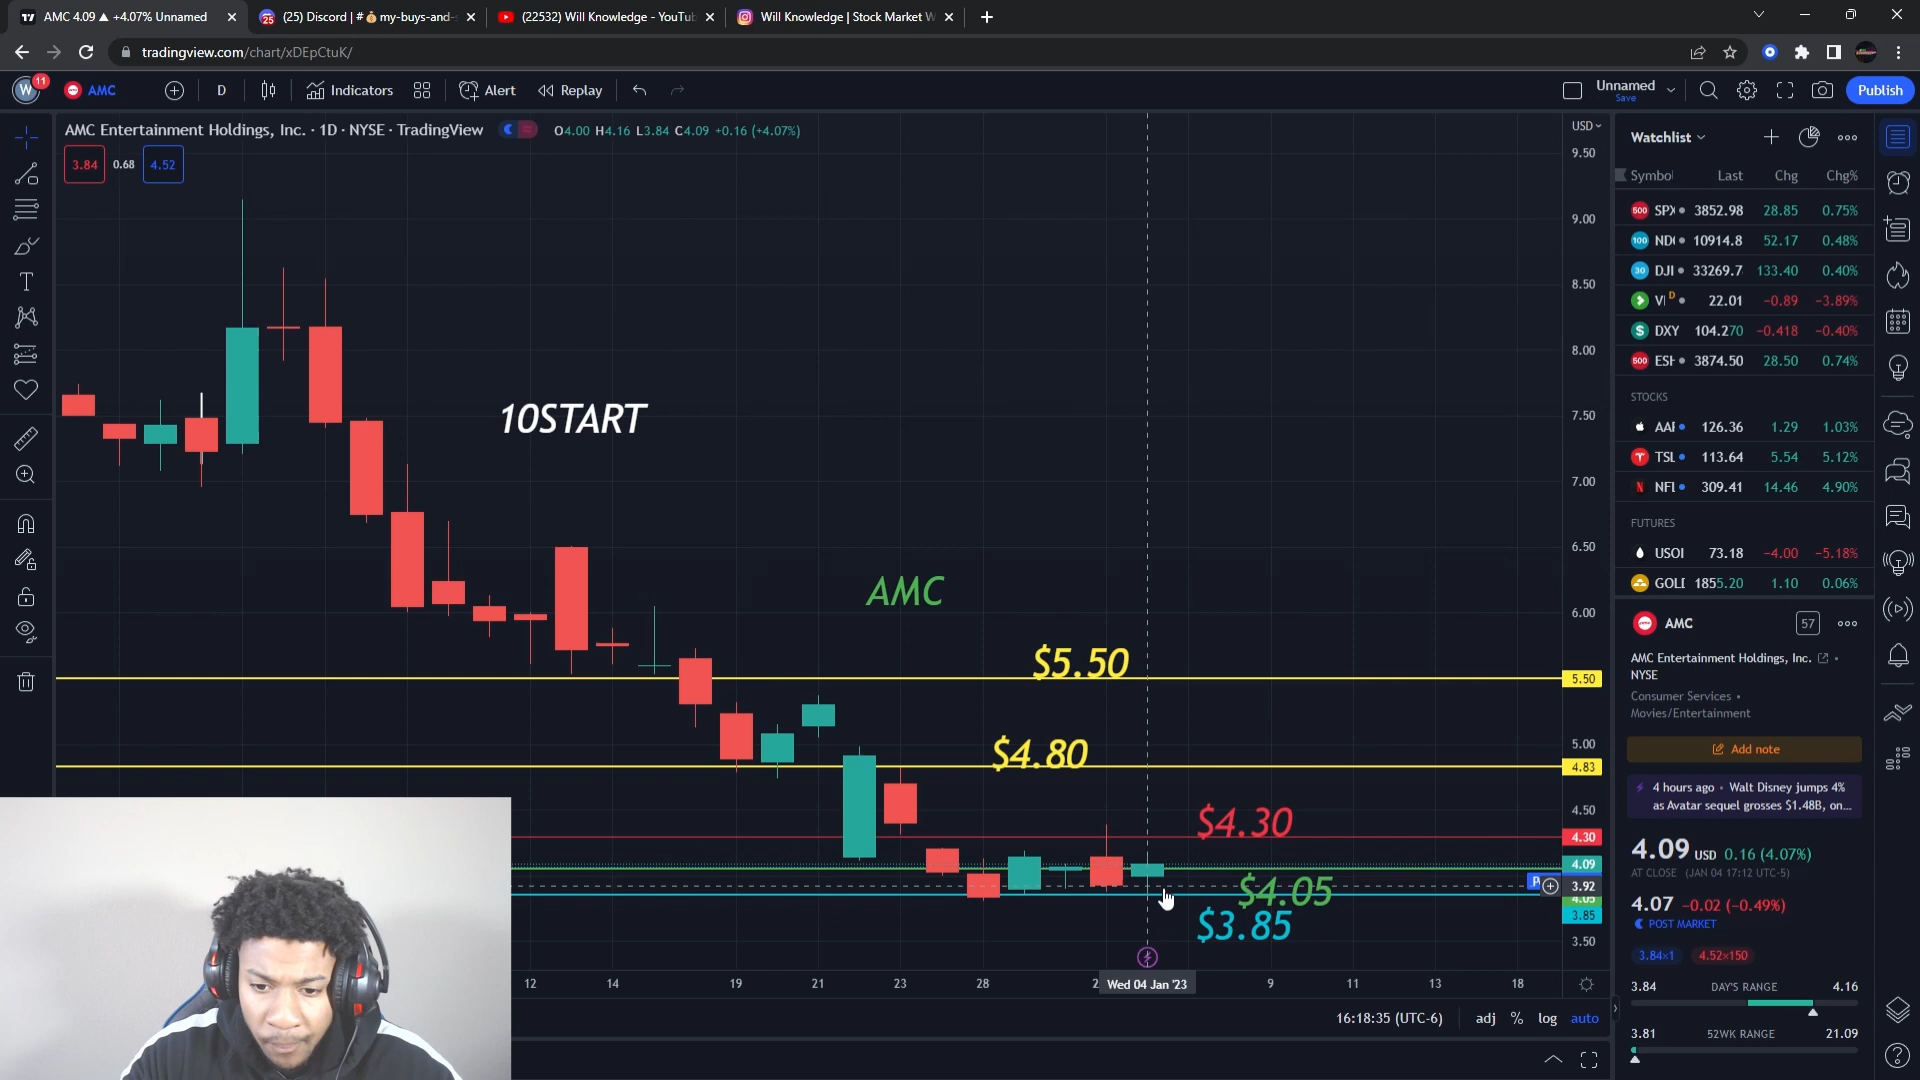 AMC 4.09 ▲ +4.07% Unnamed
(25) Discord | # my-buys-and-s
(22532) Will Knowledge - YouTub
Will Knowledge | Stock Market W
tradingview.com/chart/xDEpCtuK/
W 11
AMC
D
Indicators
Alert
Replay
Unnamed
Save
Publish
AMC Entertainment Holdings, Inc. · 1D · NYSE · TradingView
O4.00 H4.16 L3.84 C4.09 +0.16 (+4.07%)
3.84 0.68 4.52
USD
9.50
9.00
8.50
8.00
7.50
7.00
6.50
6.00
5.50
5.00
4.83
4.50
4.30
4.09
3.92
4.05
3.85
3.50
10START
AMC
$5.50
$4.80
$4.30
$4.05
$3.85
12 14 19 21 23 28 Wed 04 Jan '23 9 11 13 18
16:18:35 (UTC-6) adj % log auto
Watchlist
Symbol Last Chg Chg%
SPX 3852.98 28.85 0.75%
10914.8 52.17 0.48%
DJI 33269.7 133.40 0.40%
22.01 -0.89 -3.89%
DXY 104.270 -0.418 -0.40%
3874.50 28.50 0.74%
STOCKS
126.36 1.29 1.03%
TSL 113.64 5.54 5.12%
113.64
309.41 14.46 4.90%
FUTURES
USOI 73.18 -4.00 -5.18%
GOLD 1855.20 1.10 0.06%
AMC 57
AMC Entertainment Holdings, Inc.
NYSE
Consumer Services •
Movies/Entertainment
Add note
4 hours ago • Walt Disney jumps 4%
as Avatar sequel grosses $1.48B, on...
4.09 USD 0.16 (4.07%)
AT CLOSE (JAN 04 17:12 UTC-5)
4.07 -0.02 (-0.49%)
POST MARKET
3.84×1 4.52×150
3.84 DAY'S RANGE 4.16
3.81 52WK RANGE 21.09